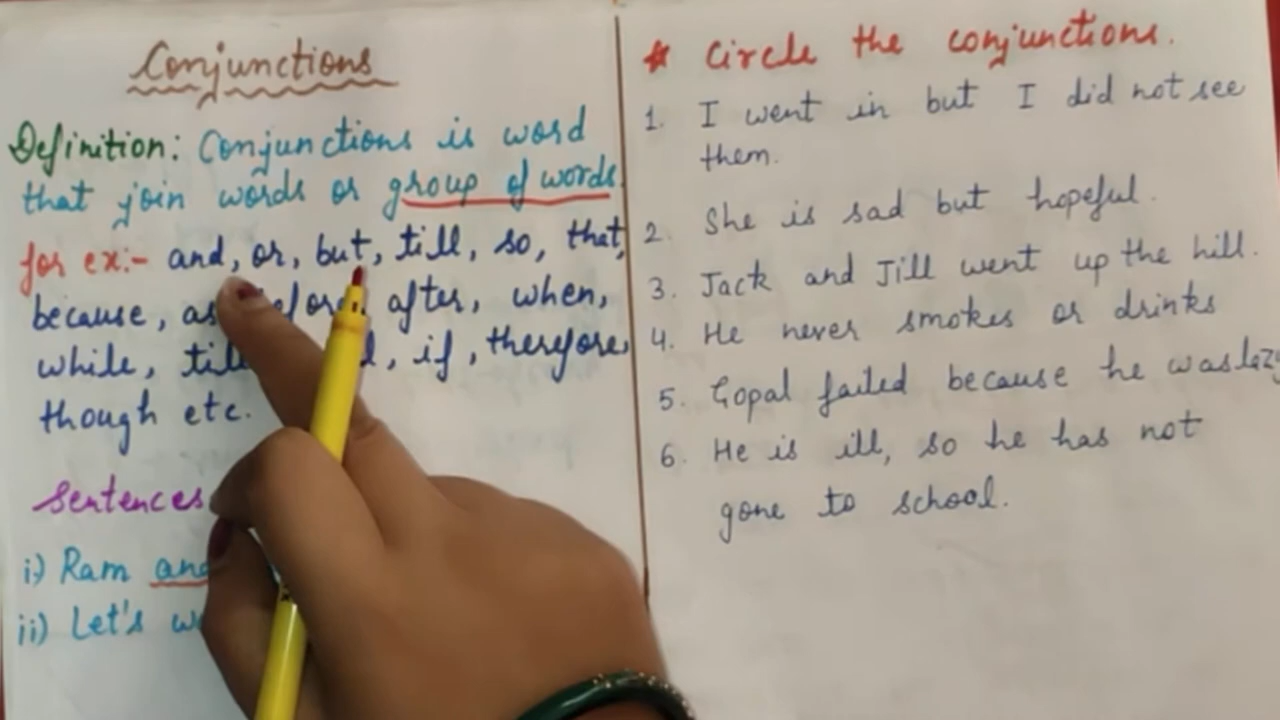 Conjunctions
Definition: Conjunctions is word
that join words or group of words
for ex:- and, or, but, till, so, that,
because, as after, when,
while, if, therefore,
though etc.
Sentences
i) Ram
ii) Let's
* Circle the conjunctions.
1. I went in but I did not see
them.
2. She is sad but hopeful.
3. Jack and Jill went up the hill.
4. He never smokes or drinks
5. Gopal failed because he was lazy
6. He is ill, so he has not
gone to school.